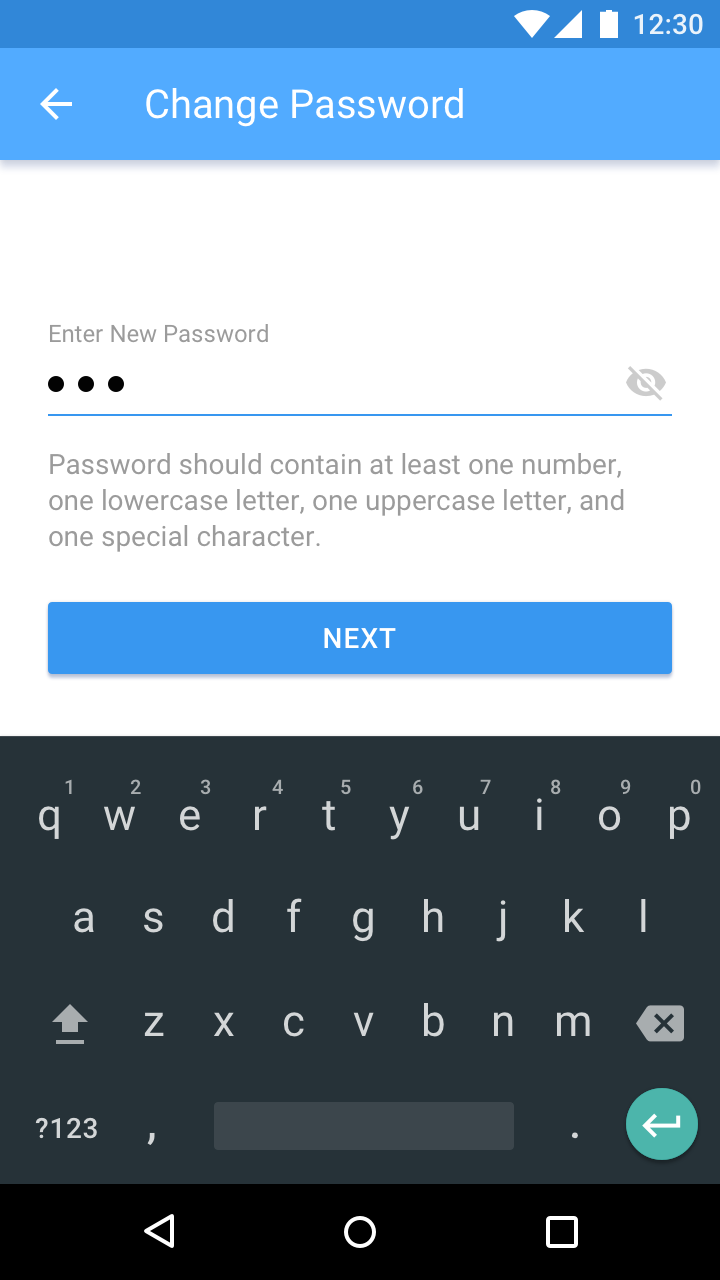 12:30
Change Password
Enter New Password
Password should contain at least one number,
one lowercase letter, one uppercase letter, and
one special character.
NEXT
1 2 3 4 5 6 7 8 9 0
q w e r t y u i o p
a s d f g h j k l
z x c v b n m
?123 , .